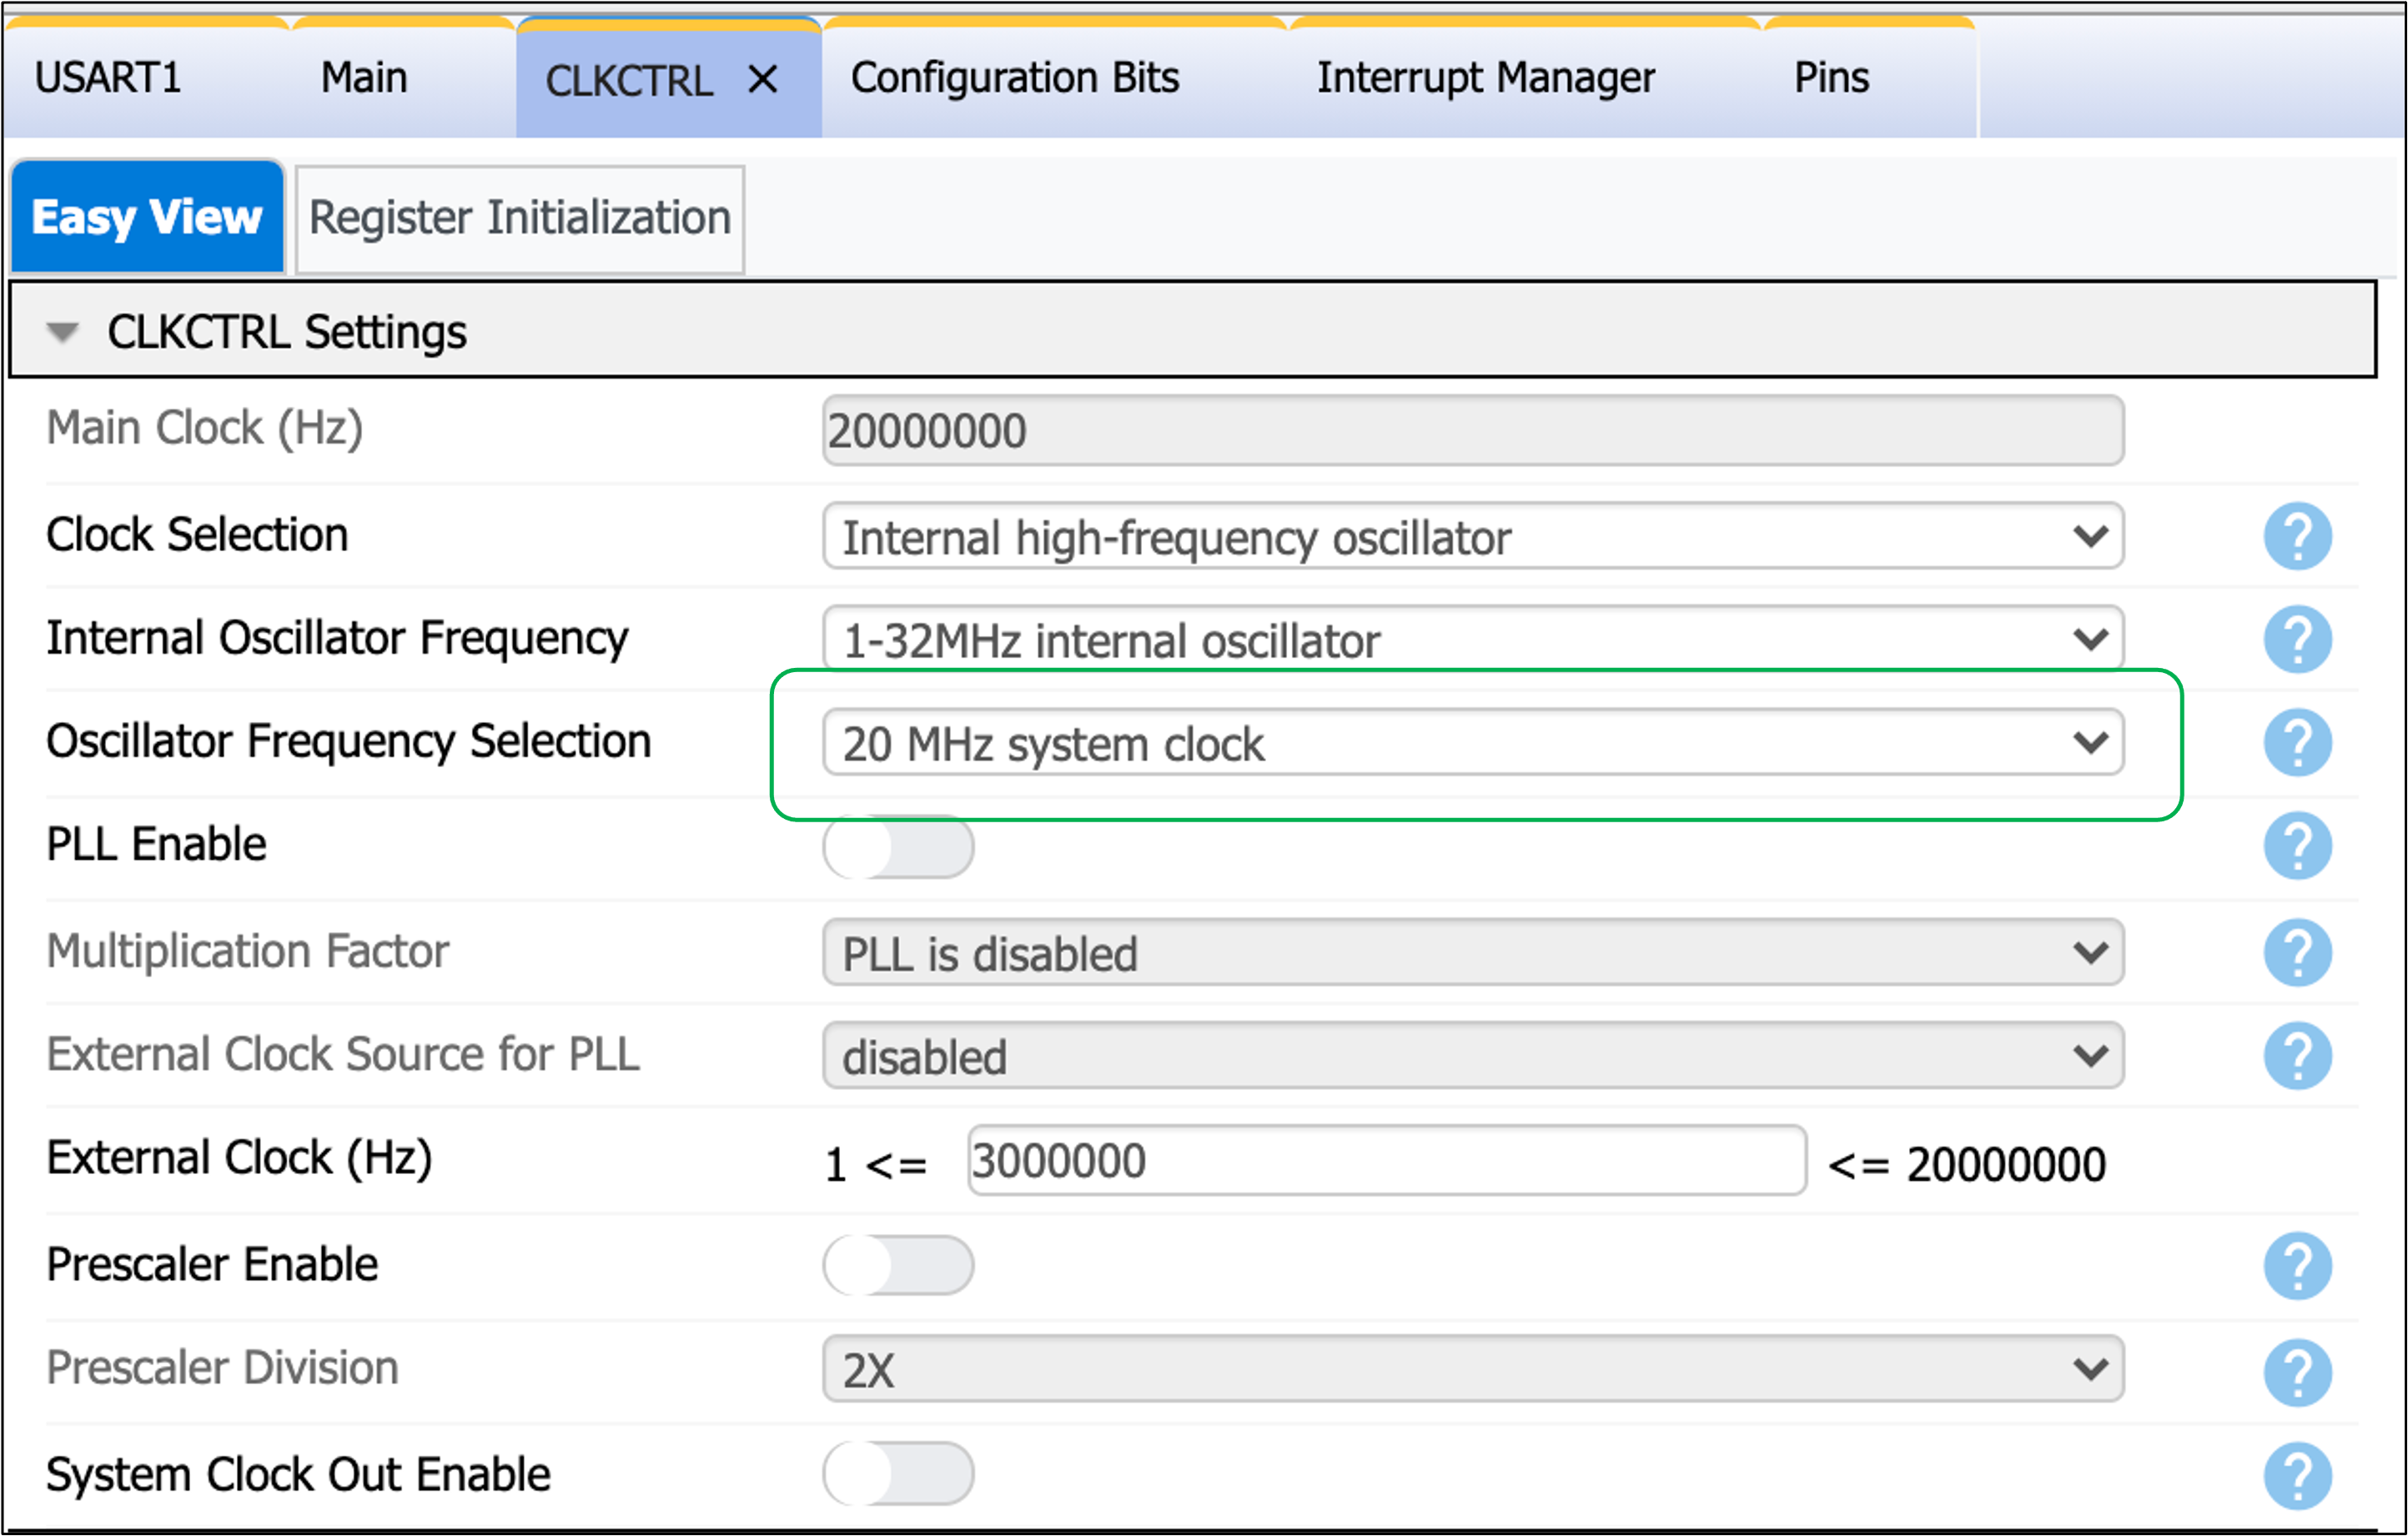 USART1 Main CLKCTRL × Configuration Bits Interrupt Manager Pins
Easy View Register Initialization
CLKCTRL Settings
Main Clock (Hz) 20000000
Clock Selection Internal high-frequency oscillator ?
Internal Oscillator Frequency 1-32MHz internal oscillator ?
Oscillator Frequency Selection 20 MHz system clock ?
PLL Enable ?
Multiplication Factor PLL is disabled ?
External Clock Source for PLL disabled ?
External Clock (Hz) 1 <= 3000000 <= 20000000
Prescaler Enable ?
Prescaler Division 2X ?
System Clock Out Enable ?